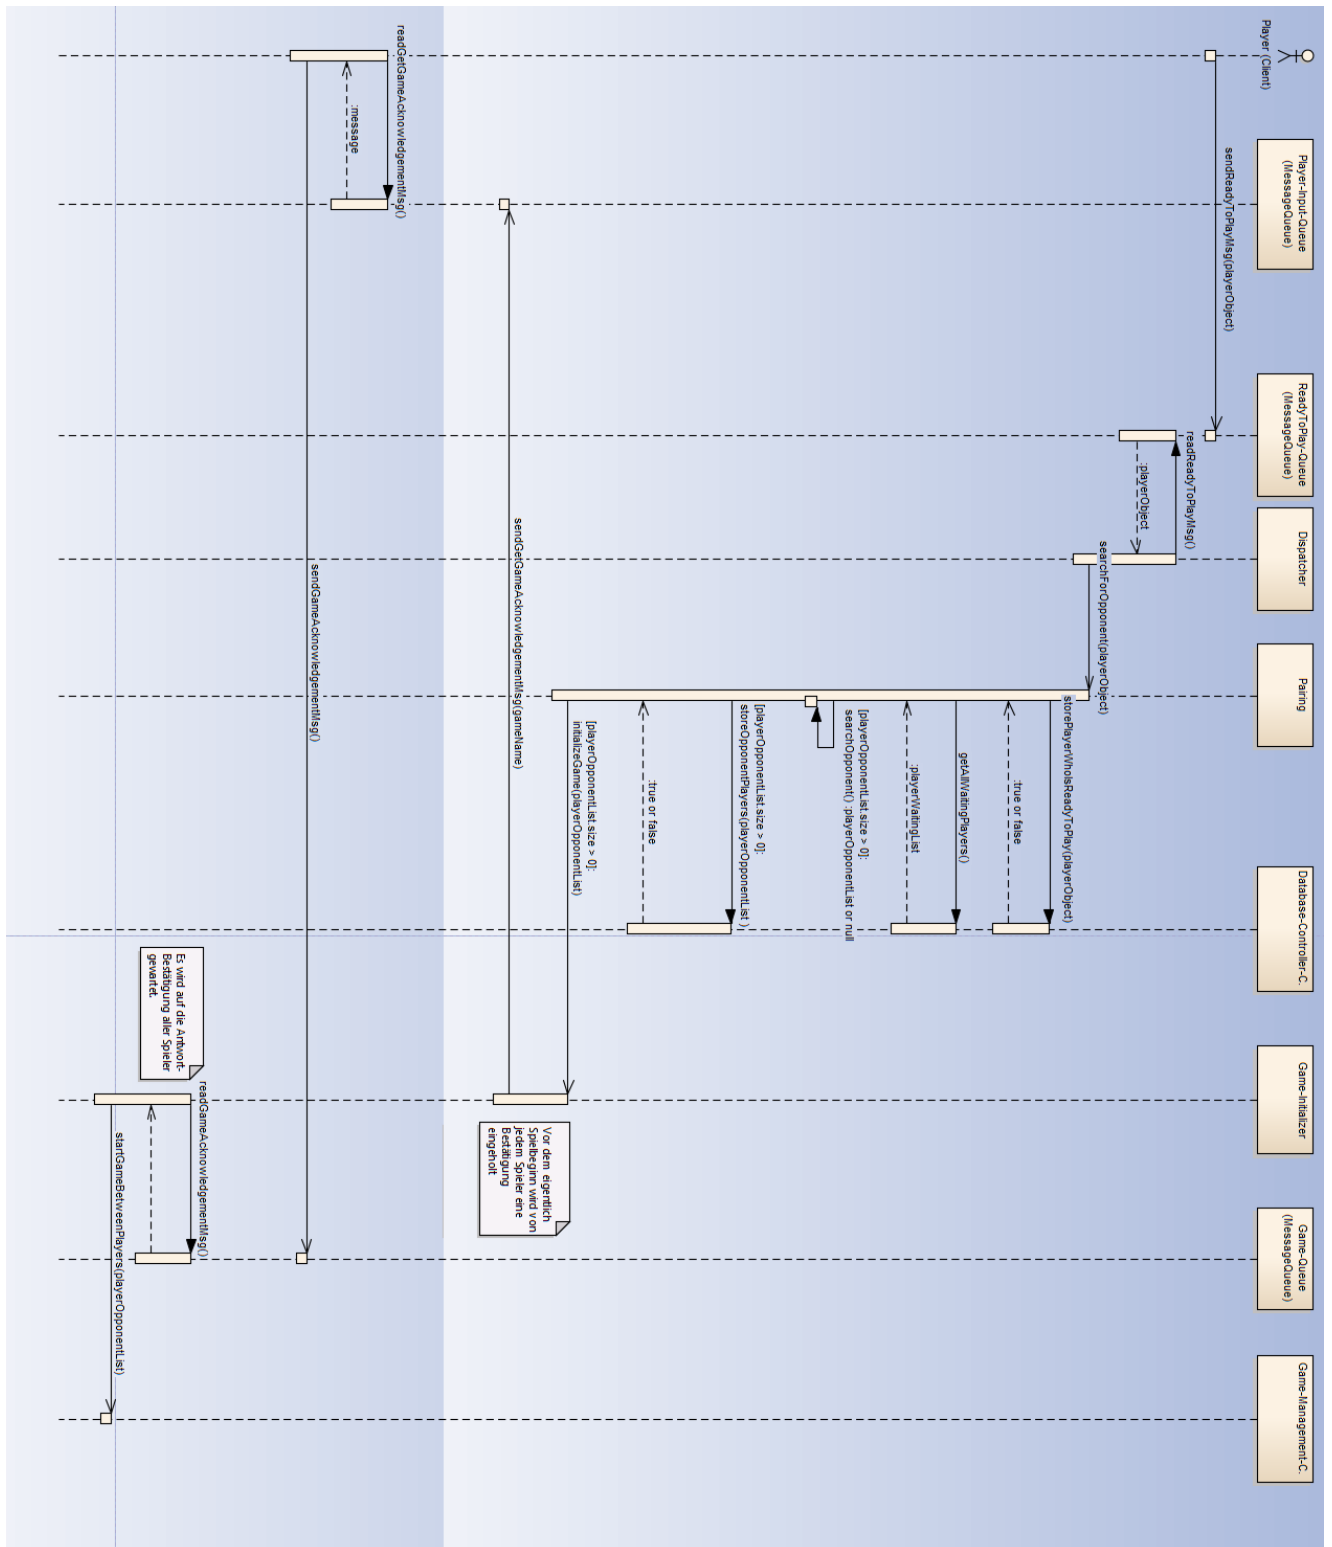 Player (Client)
Player-Input-Queue
(MessageQueue)
ReadyToPlay-Queue
(MessageQueue)
Dispatcher
Pairing
Database-Controller-C.
Game-Initializer
Game-Queue
(MessageQueue)
Game-Management-C.
sendReadyToPlayMsg(playerObject)
readReadyToPlayMsg()
:playerObject
searchForOpponent(playerObject)
storePlayerWhoIsReadyToPlay(playerObject)
:true or false
getAllWaitingPlayers()
:playerWaitingList
[playerOpponentList.size > 0]:
searchOpponent() :playerOpponentList or null
[playerOpponentList.size > 0]:
storeOpponentPlayers(playerOpponentList )
:true or false
[playerOpponentList.size > 0]:
initializeGame(playerOpponentList)
Vor dem eigentlich
Spielbeginn wird von
jedem Spieler eine
Bestätigung
eingeholt
sendGetGameAcknowledgementMsg(gameName)
readGetGameAcknowledgementMsg()
:message
sendGameAcknowledgementMsg()
readGameAcknowledgementMsg()
Es wird auf die Antwort-
Bestätigung aller Spieler
gewartet.
startGameBetweenPlayers(playerOpponentList)